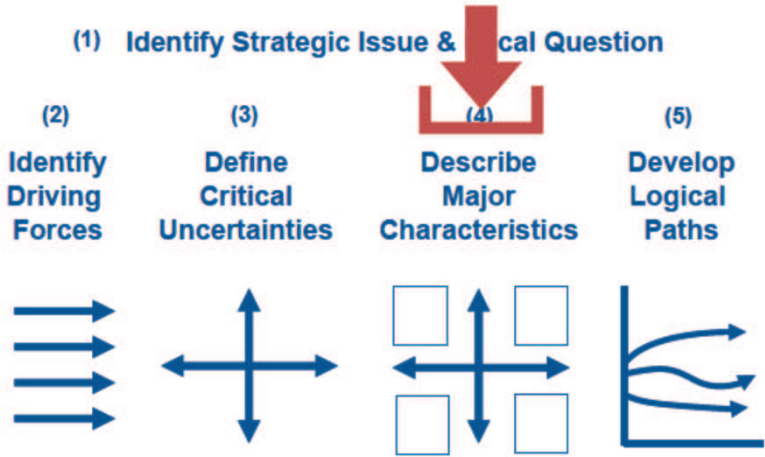 (1) Identify Strategic Issue & cal Question
(2) (3) (4) (5)
Identify Define Describe Develop
Driving Critical Major Logical
Forces Uncertainties Characteristics Paths